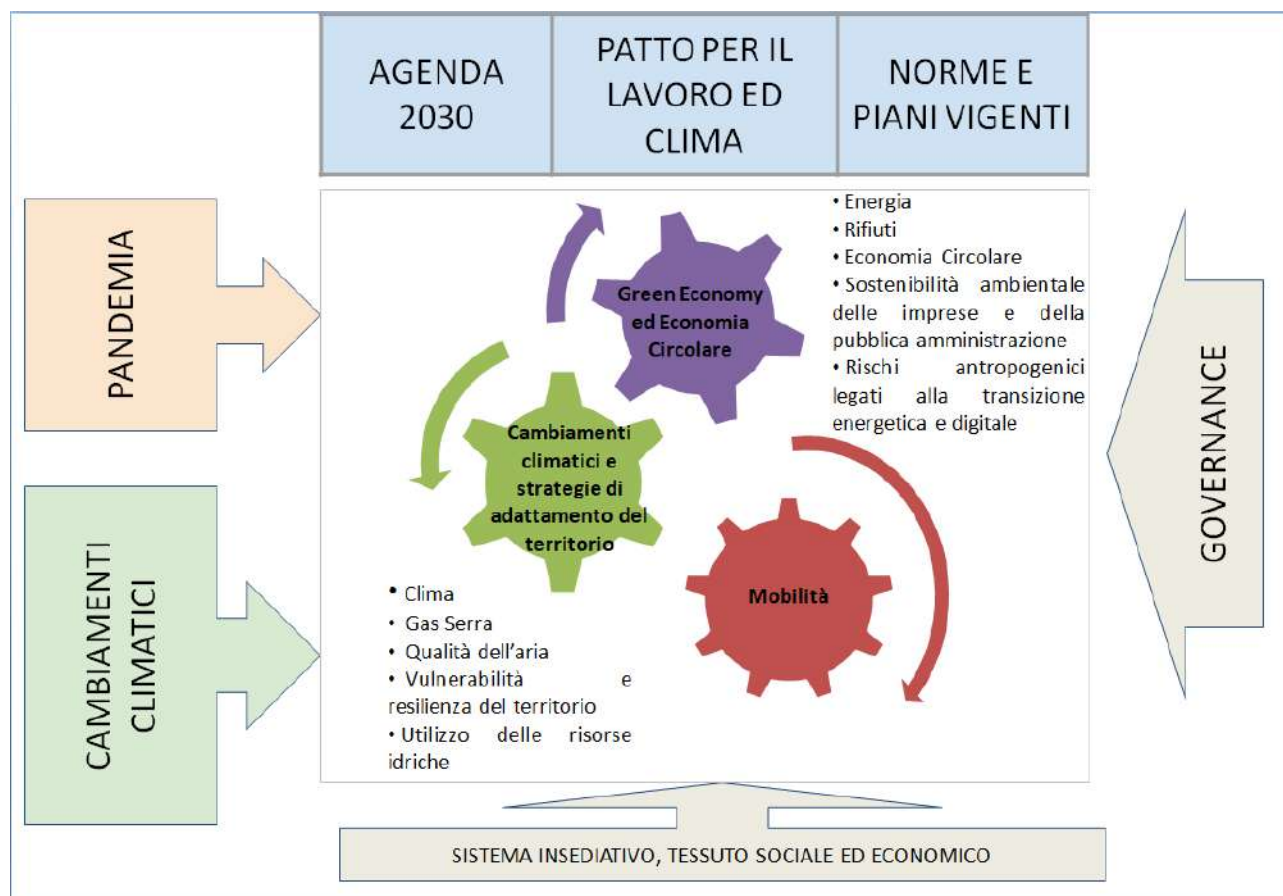 AGENDA
2030
PATTO PER IL
LAVORO ED
CLIMA
NORME E
PIANI VIGENTI
PANDEMIA
CAMBIAMENTI
CLIMATICI
Green Economy
ed Economia
Circolare
• Energia
• Rifiuti
• Economia Circolare
• Sostenibilità ambientale
delle imprese e della
pubblica amministrazione
• Rischi antropogenici
legati alla transizione
energetica e digitale
Cambiamenti
climatici e
strategie di
adattamento del
territorio
Mobilità
• Clima
• Gas Serra
• Qualità dell'aria
• Vulnerabilità e
resilienza del territorio
• Utilizzo delle risorse
idriche
GOVERNANCE
SISTEMA INSEDIATIVO, TESSUTO SOCIALE ED ECONOMICO